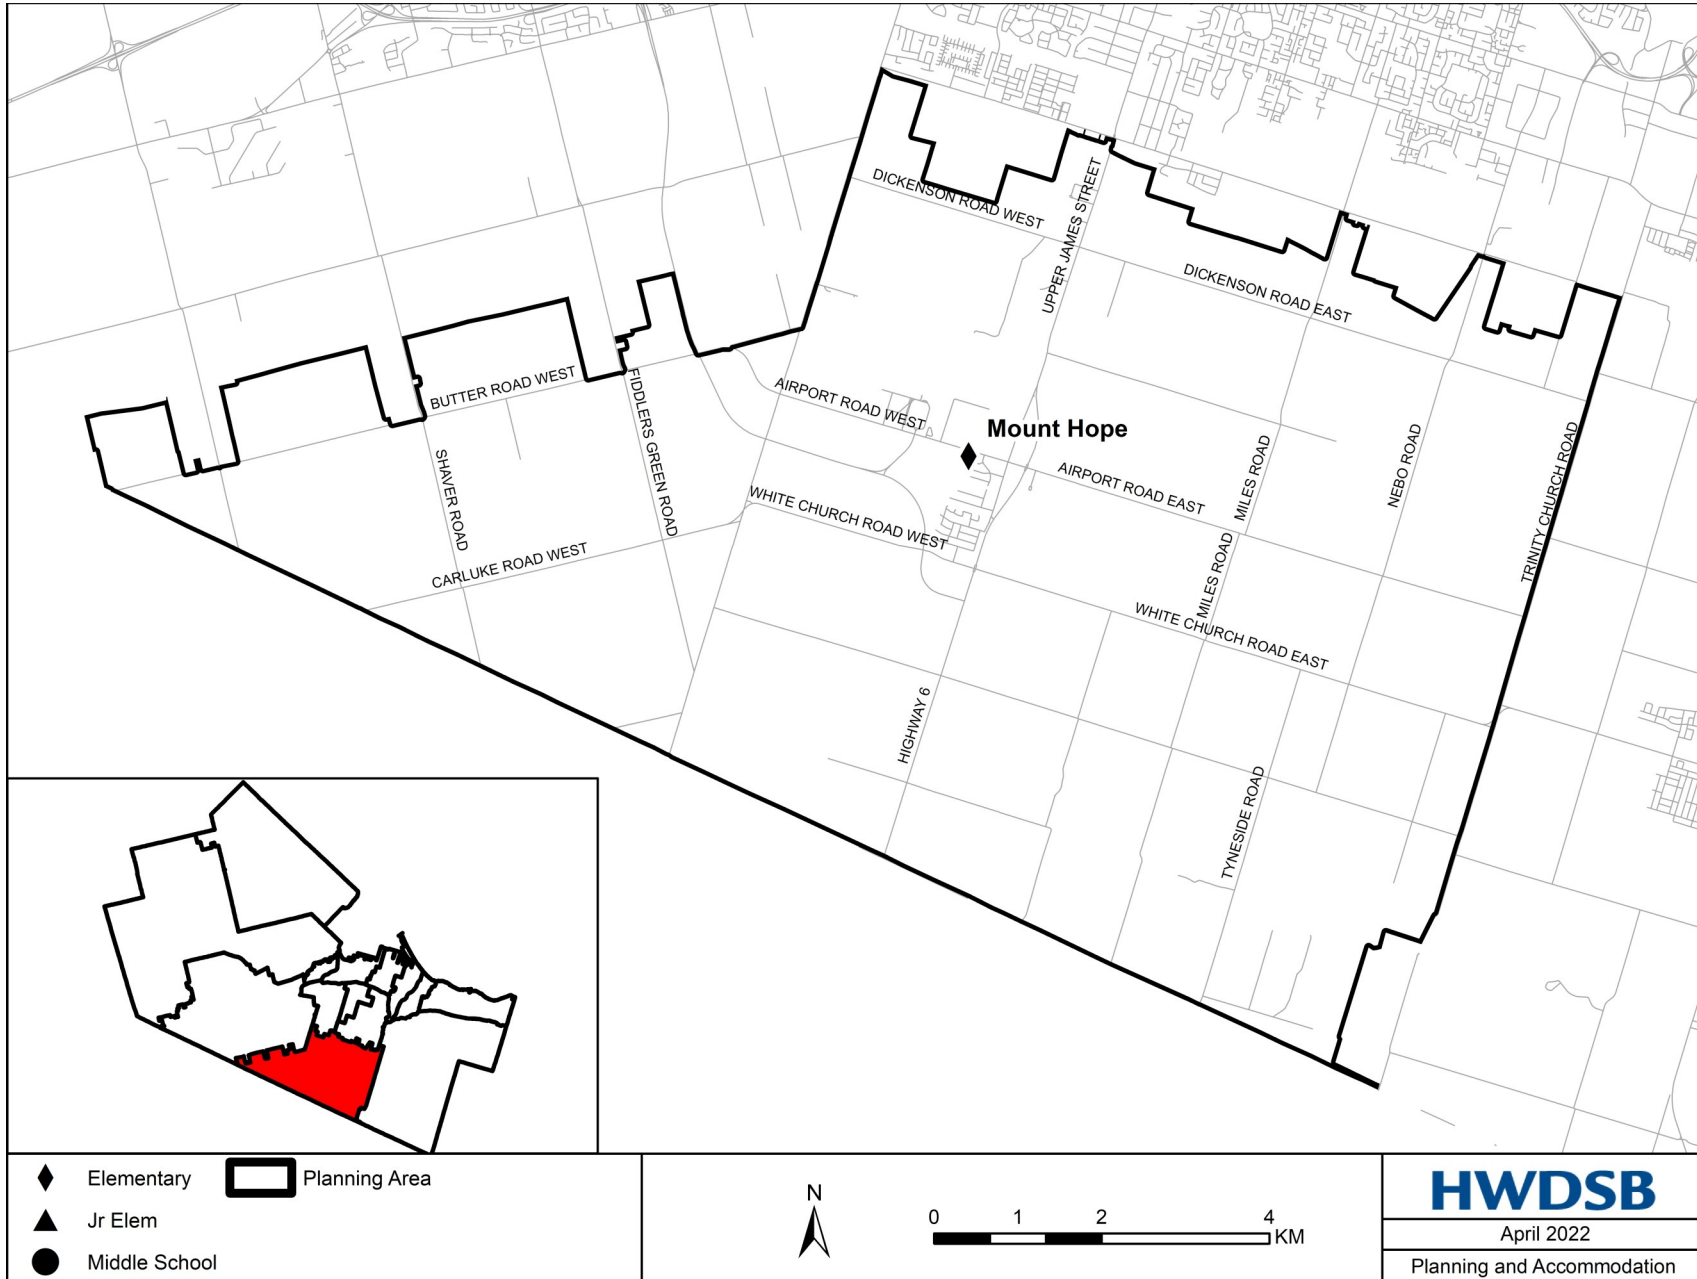 DICKENSON ROAD WEST
UPPER JAMES STREET
DICKENSON ROAD EAST
BUTTER ROAD WEST
FIDDLERS GREEN ROAD
AIRPORT ROAD WEST
Mount Hope
SHAVER ROAD
AIRPORT ROAD EAST
MILES ROAD
NEBO ROAD
TRINITY CHURCH ROAD
WHITE CHURCH ROAD WEST
CARLUKE ROAD WEST
MILES ROAD
WHITE CHURCH ROAD EAST
HIGHWAY 6
TYNESIDE ROAD
Elementary
Planning Area
Jr Elem
Middle School
N
0 1 2 4
KM
HWDSB
April 2022
Planning and Accommodation